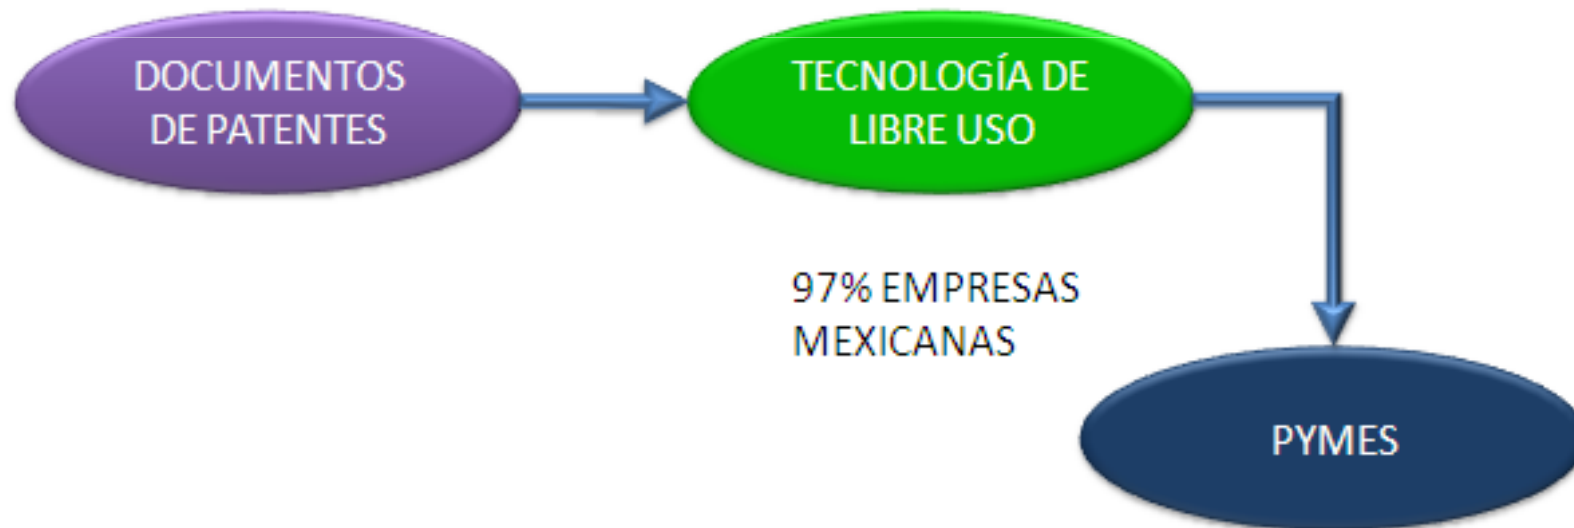 DOCUMENTOS
DE PATENTES
TECNOLOGÍA DE
LIBRE USO
97% EMPRESAS
MEXICANAS
PYMES